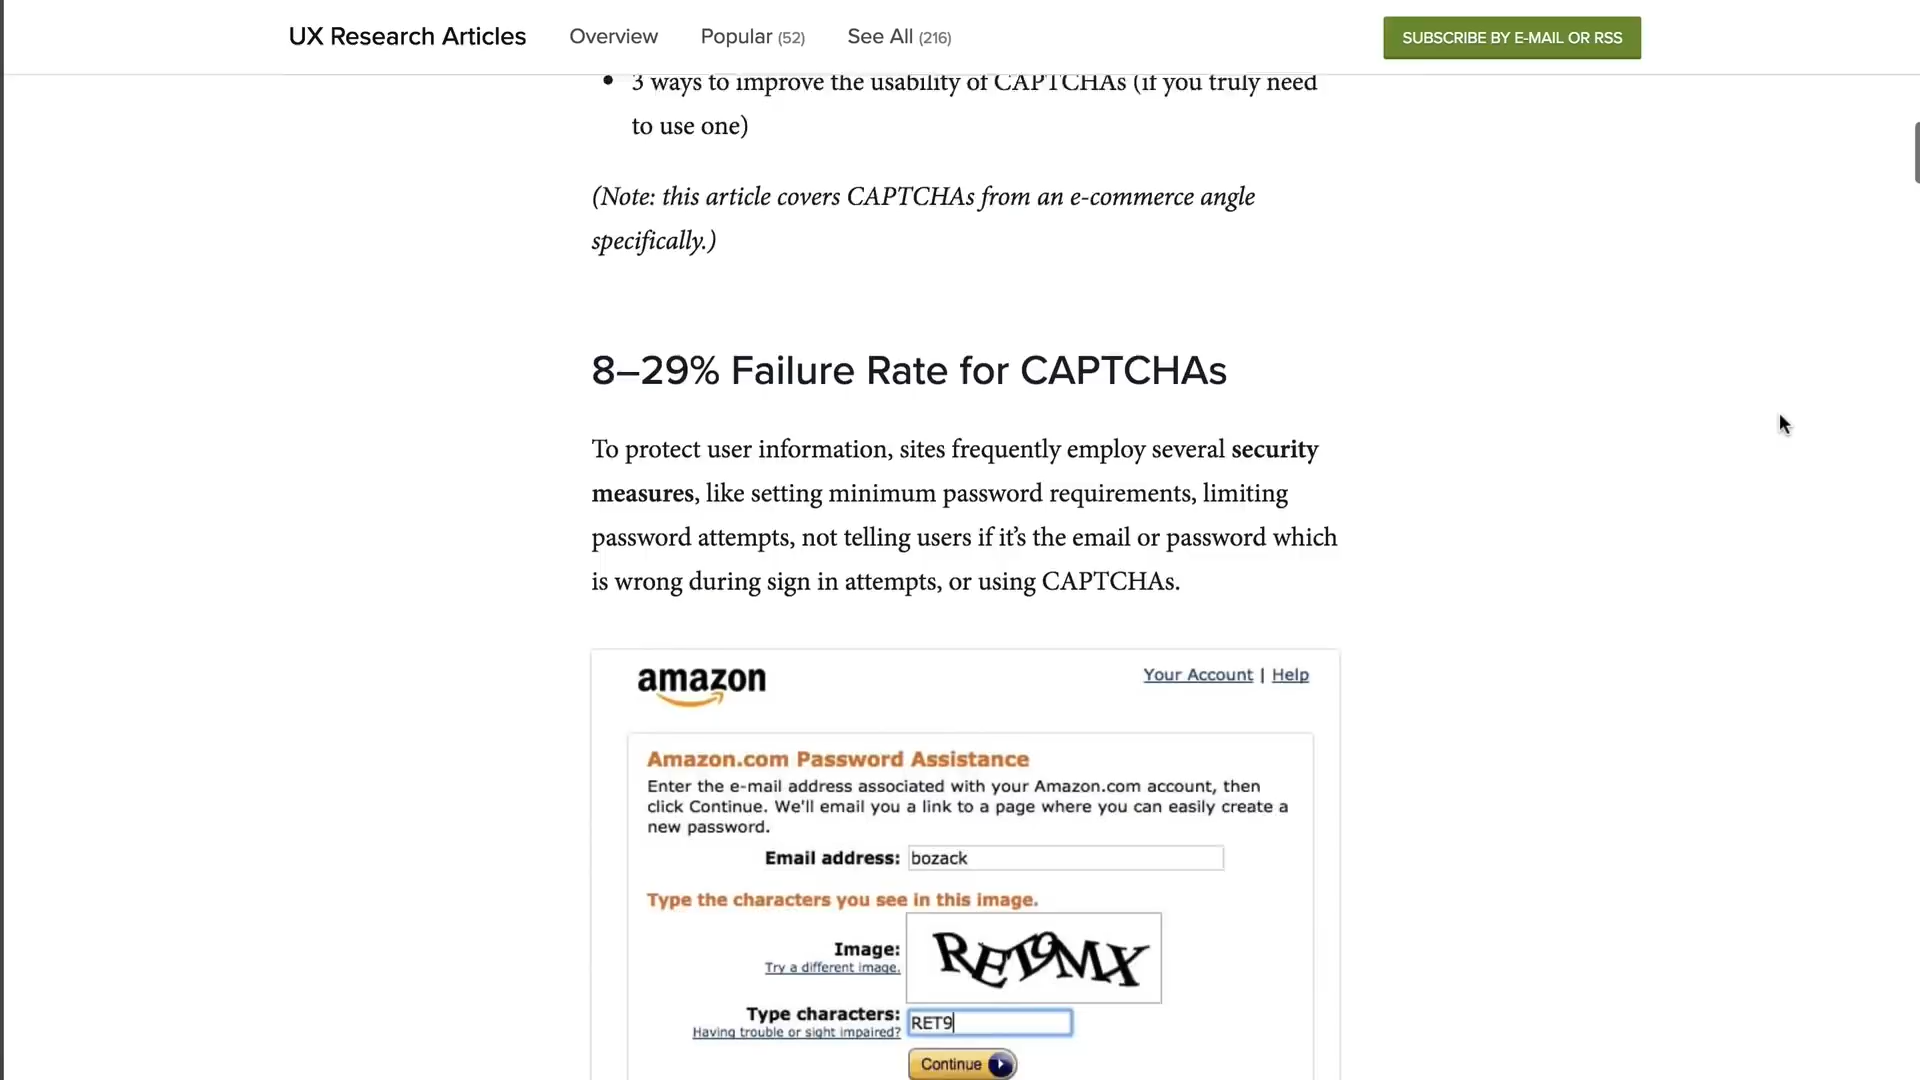 UX Research Articles Overview Popular (52) See All (216) SUBSCRIBE BY E-MAIL OR RSS
3 ways to improve the usability of CAPTCHAs (if you truly need
to use one)
(Note: this article covers CAPTCHAs from an e-commerce angle
specifically.)
8–29% Failure Rate for CAPTCHAs
To protect user information, sites frequently employ several security
measures, like setting minimum password requirements, limiting
password attempts, not telling users if it’s the email or password which
is wrong during sign in attempts, or using CAPTCHAs.
amazon Your Account | Help
Amazon.com Password Assistance
Enter the e-mail address associated with your Amazon.com account, then
click Continue. We'll email you a link to a page where you can easily create a
new password.
Email address: bozack
Type the characters you see in this image.
Image: RET9MX
Try a different image.
Type characters: RET9
Having trouble or sight impaired?
Continue